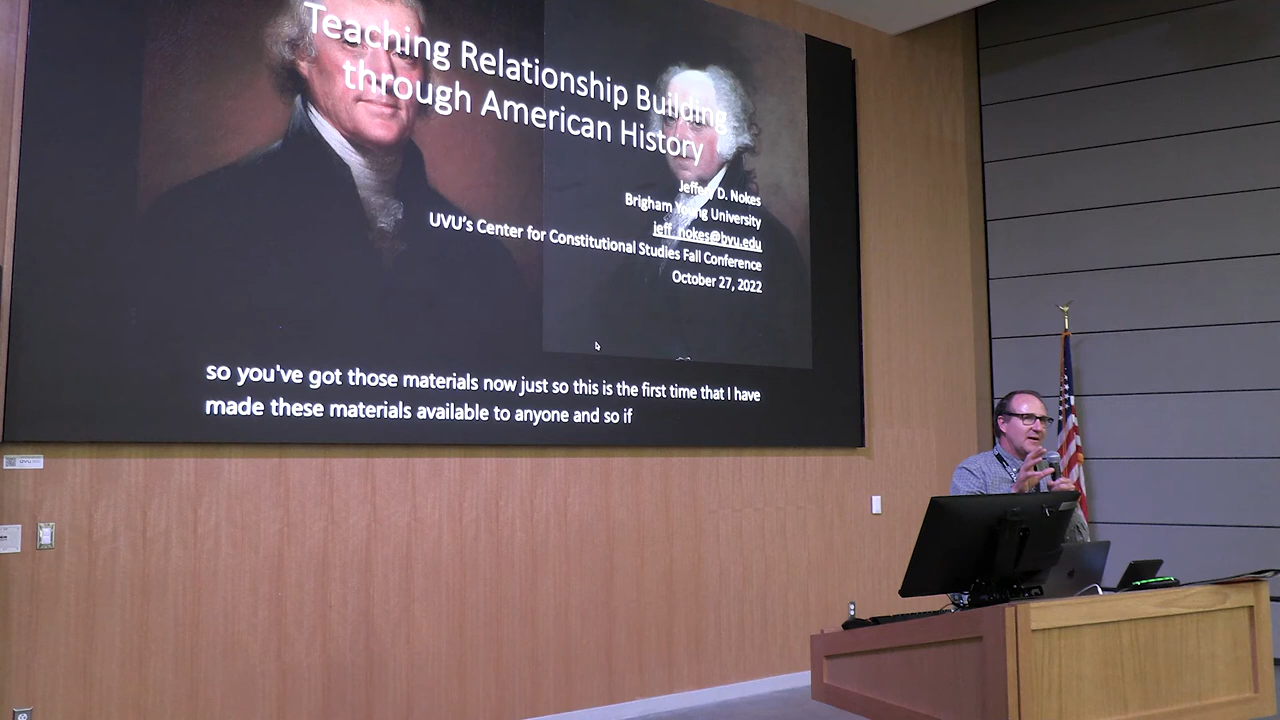 Teaching Relationship Building
through American History
Jeffery D. Nokes
Brigham Young University
jeff_nokes@byu.edu
UVU's Center for Constitutional Studies Fall Conference
October 27, 2022
so you've got those materials now just so this is the first time that I have
made these materials available to anyone and so if
UVU